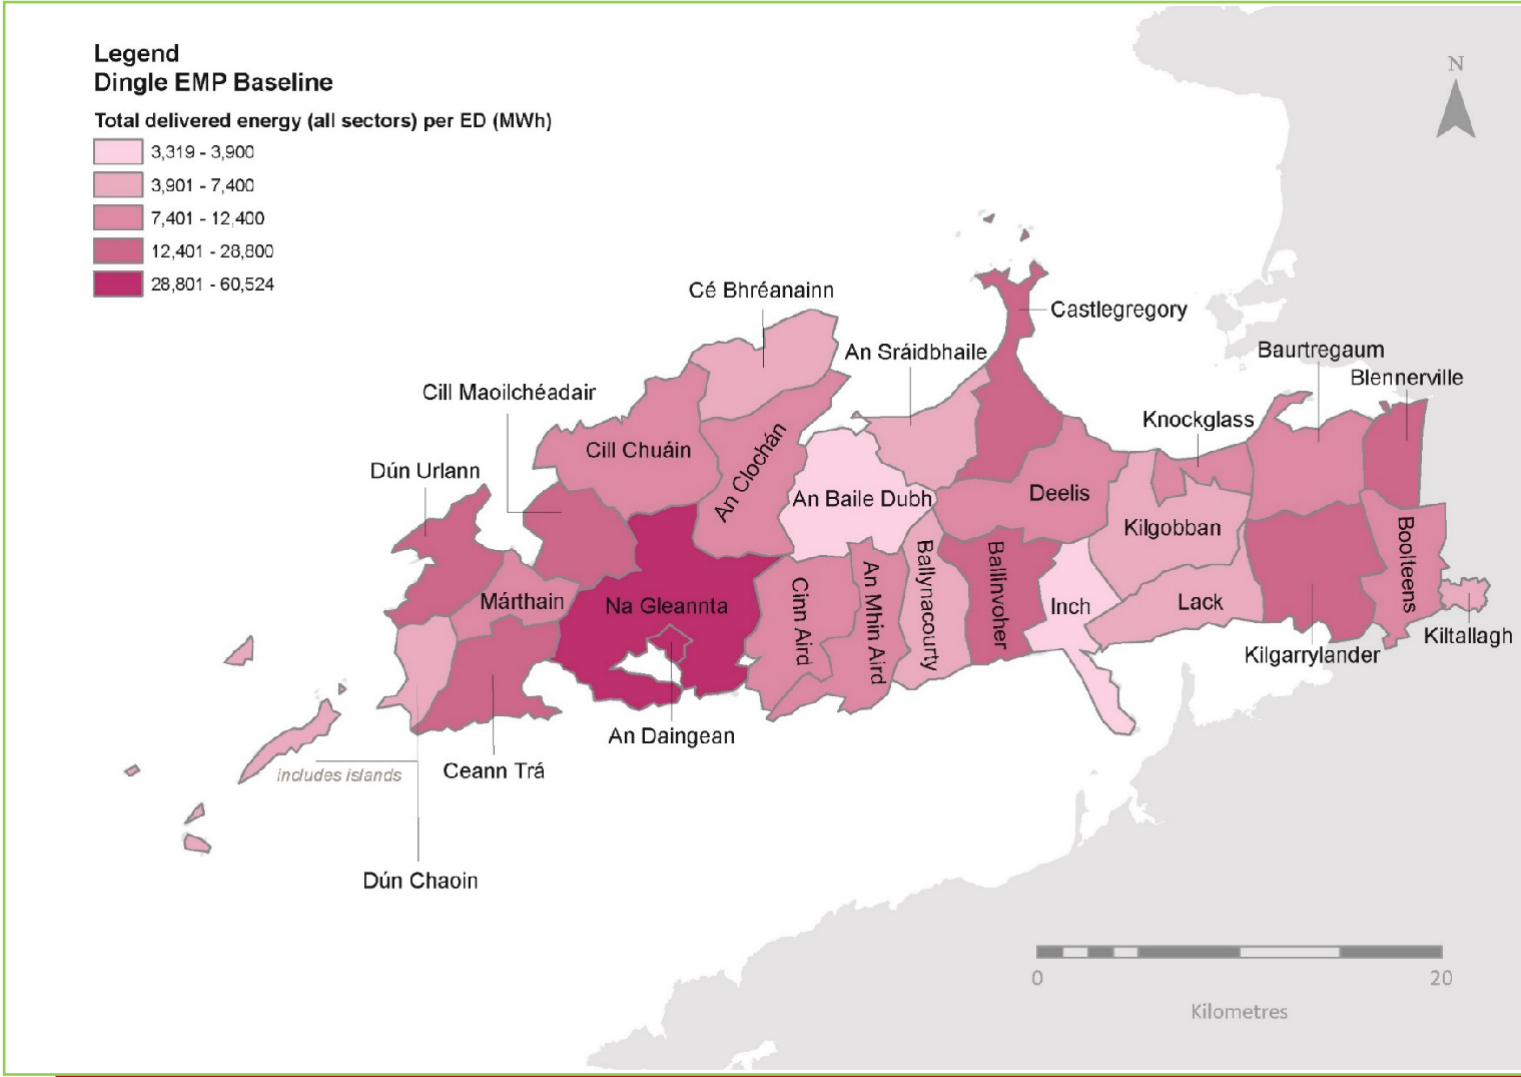 Legend
Dingle EMP Baseline
Total delivered energy (all sectors) per ED (MWh)
3,319 - 3,900
3,901 - 7,400
7,401 - 12,400
12,401 - 28,800
28,801 - 60,524
N
Cé Bhréanainn
Castlegregory
An Sráidbhaile
Baurtregaum
Blennerville
Cill Maoilchéadair
Knockglass
Cill Chuáin
An Clochán
Dún Urlann
An Baile Dubh
Deelis
Kilgobban
Boolteens
Márthain
Na Gleannta
Cinn Aird
An Mhin Aird
Ballynacourty
Ballinvoher
Inch
Lack
Kiltallagh
Kilgarrylander
An Daingean
Ceann Trá
includes islands
Dún Chaoin
0
20
Kilometres